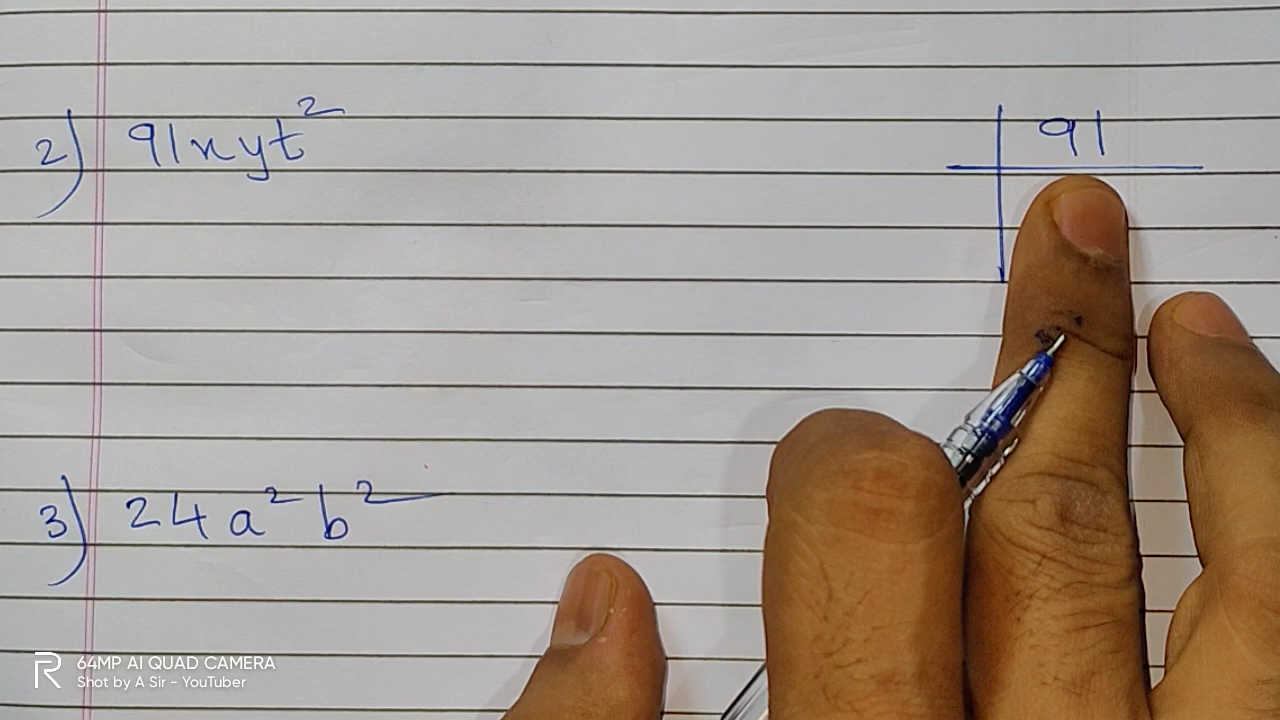 2) 91xyt² 91
3) 24a²b²
64MP AI QUAD CAMERA
Shot by A Sir - YouTuber